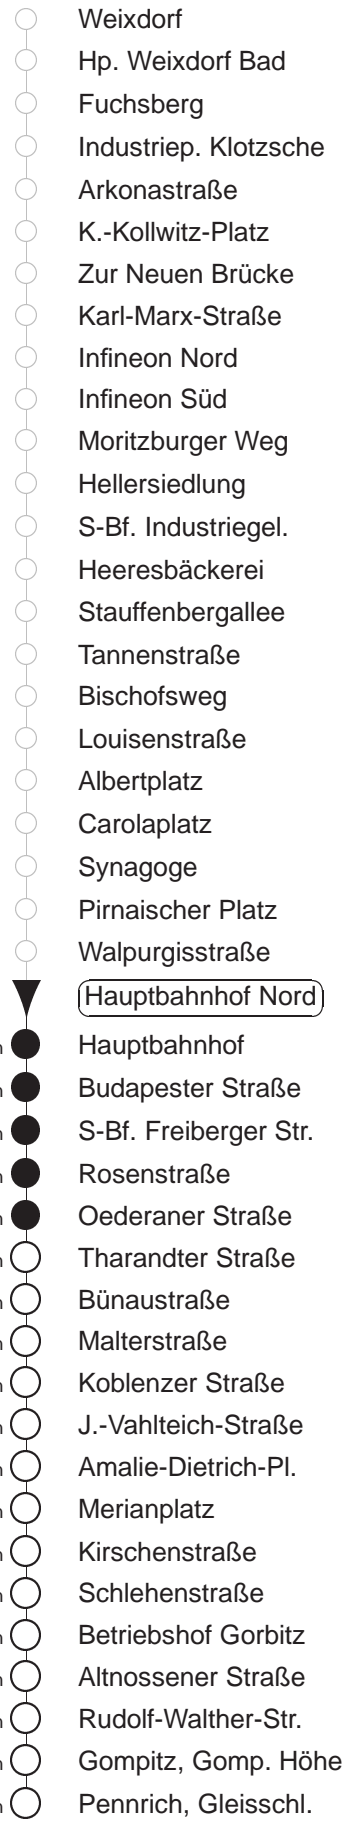 Weixdorf
Hp. Weixdorf Bad
Fuchsberg
Industriep. Klotzsche
Arkonastraße
K.-Kollwitz-Platz
Zur Neuen Brücke
Karl-Marx-Straße
Infineon Nord
Infineon Süd
Moritzburger Weg
Hellersiedlung
S-Bf. Industriegel.
Heeresbäckerei
Stauffenbergallee
Tannenstraße
Bischofsweg
Louisenstraße
Albertplatz
Carolaplatz
Synagoge
Pirnaischer Platz
Walpurgisstraße
Hauptbahnhof Nord
Hauptbahnhof
Budapester Straße
S-Bf. Freiberger Str.
Rosenstraße
Oederaner Straße
Tharandter Straße
Bünaustraße
Malterstraße
Koblenzer Straße
J.-Vahlteich-Straße
Amalie-Dietrich-Pl.
Merianplatz
Kirschenstraße
Schlehenstraße
Betriebshof Gorbitz
Altnossener Straße
Rudolf-Walther-Str.
Gompitz, Gomp. Höhe
Pennrich, Gleisschl.